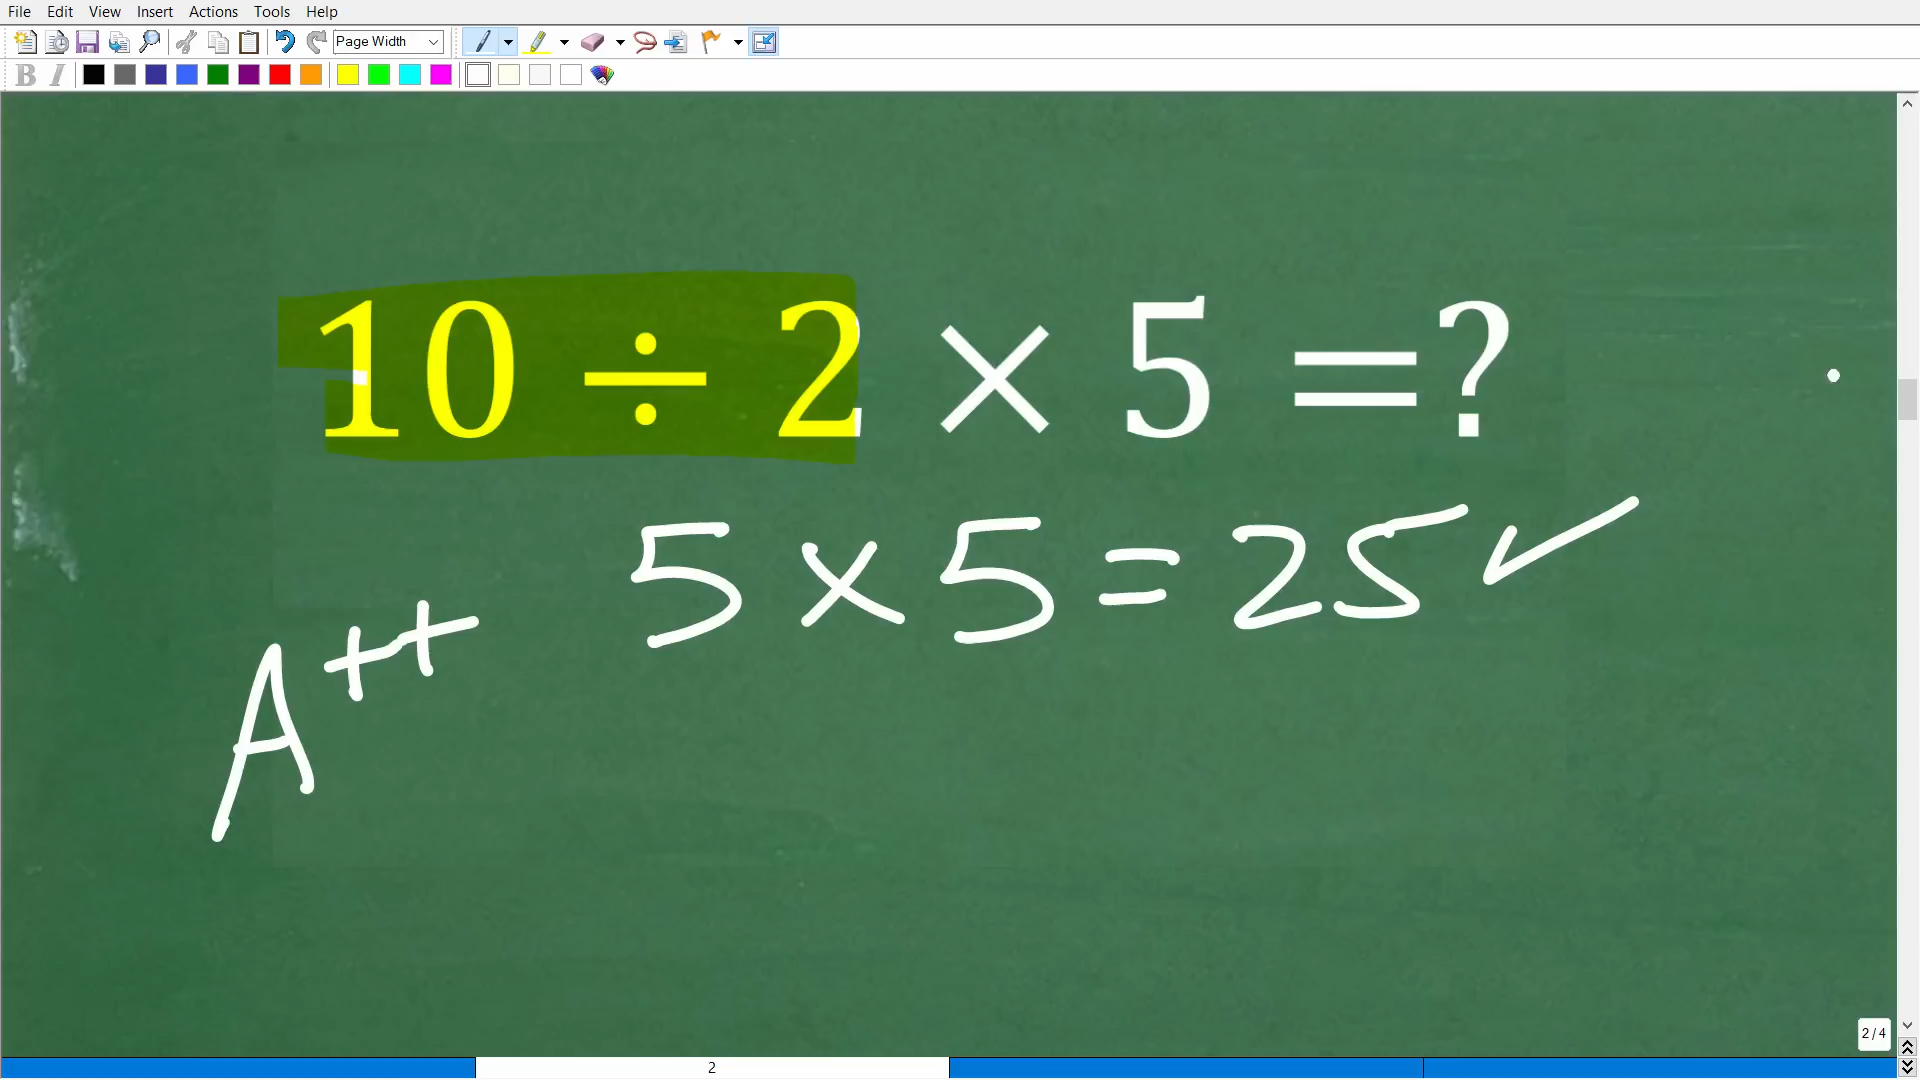 File Edit View Insert Actions Tools Help
Page Width
B I
10 ÷ 2 × 5 =?
5 x 5 = 25 ✓
A++
2 / 4
2